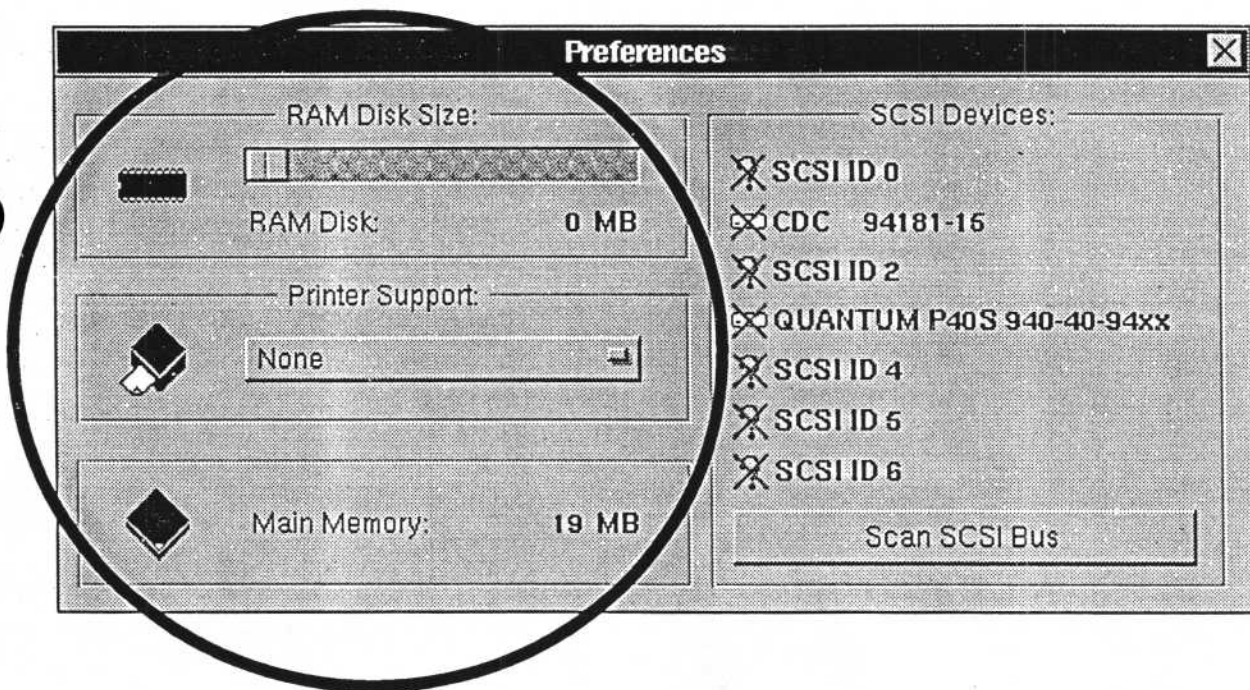 Preferences
RAM Disk Size:
RAM Disk: 0 MB
Printer Support:
None
Main Memory: 19 MB
SCSI Devices:
SCSI ID 0
CDC 94181-15
SCSI ID 2
QUANTUM P40S 940-40-94xx
SCSI ID 4
SCSI ID 5
SCSI ID 6
Scan SCSI Bus